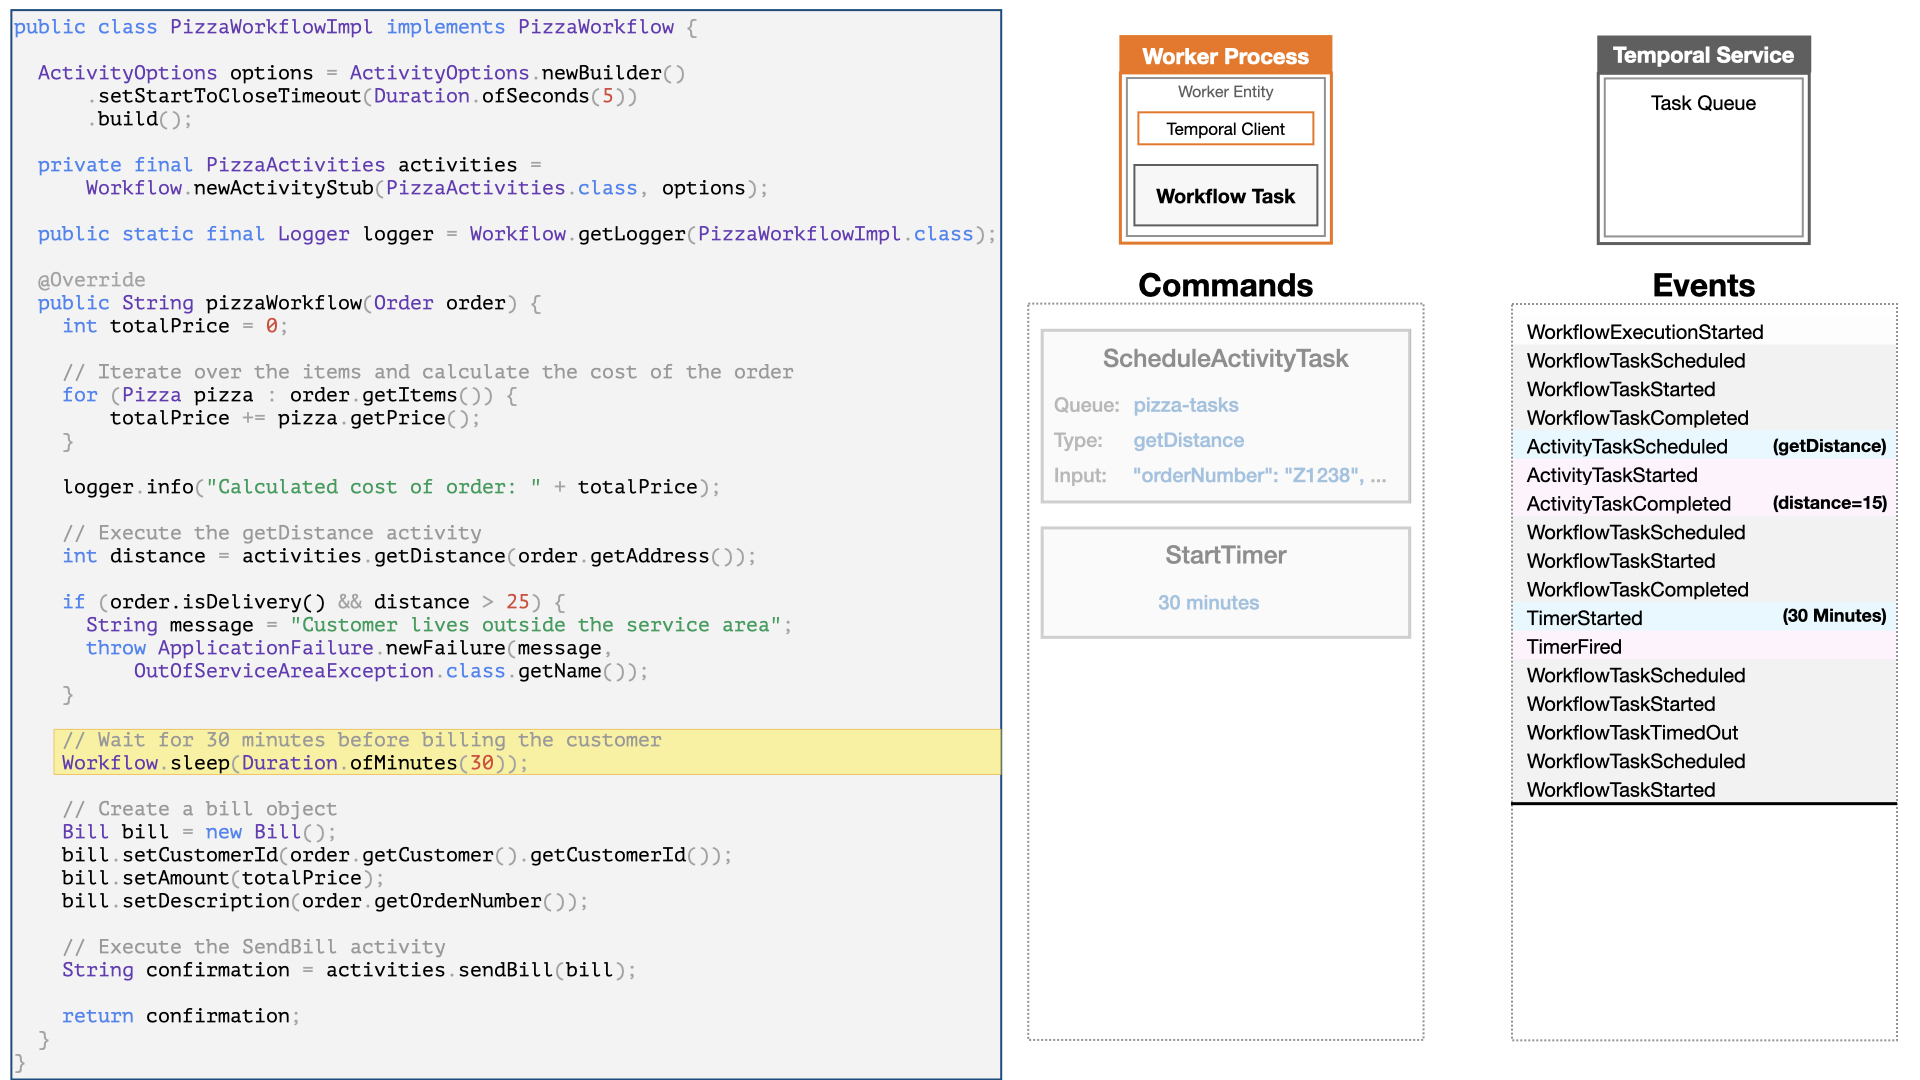 public class PizzaWorkflowImpl implements PizzaWorkflow {
ActivityOptions options = ActivityOptions.newBuilder()
.setStartToCloseTimeout(Duration.ofSeconds(5))
.build();
private final PizzaActivities activities =
Workflow.newActivityStub(PizzaActivities.class, options);
public static final Logger logger = Workflow.getLogger(PizzaWorkflowImpl.class);
@Override
public String pizzaWorkflow(Order order) {
int totalPrice = 0;
// Iterate over the items and calculate the cost of the order
for (Pizza pizza : order.getItems()) {
totalPrice += pizza.getPrice();
}
logger.info("Calculated cost of order: " + totalPrice);
// Execute the getDistance activity
int distance = activities.getDistance(order.getAddress());
if (order.isDelivery() && distance > 25) {
String message = "Customer lives outside the service area";
throw ApplicationFailure.newFailure(message,
OutOfServiceAreaException.class.getName());
}
// Wait for 30 minutes before billing the customer
Workflow.sleep(Duration.ofMinutes(30));
// Create a bill object
Bill bill = new Bill();
bill.setCustomerId(order.getCustomer().getCustomerId());
bill.setAmount(totalPrice);
bill.setDescription(order.getOrderNumber());
// Execute the SendBill activity
String confirmation = activities.sendBill(bill);
return confirmation;
}
}
Worker Process
Worker Entity
Temporal Client
Workflow Task
Commands
ScheduleActivityTask
Queue: pizza-tasks
Type: getDistance
Input: "orderNumber": "Z1238", ...
StartTimer
30 minutes
Temporal Service
Task Queue
Events
WorkflowExecutionStarted
WorkflowTaskScheduled
WorkflowTaskStarted
WorkflowTaskCompleted
ActivityTaskScheduled (getDistance)
ActivityTaskStarted
ActivityTaskCompleted (distance=15)
WorkflowTaskScheduled
WorkflowTaskStarted
WorkflowTaskCompleted
TimerStarted (30 Minutes)
TimerFired
WorkflowTaskScheduled
WorkflowTaskStarted
WorkflowTaskTimedOut
WorkflowTaskScheduled
WorkflowTaskStarted